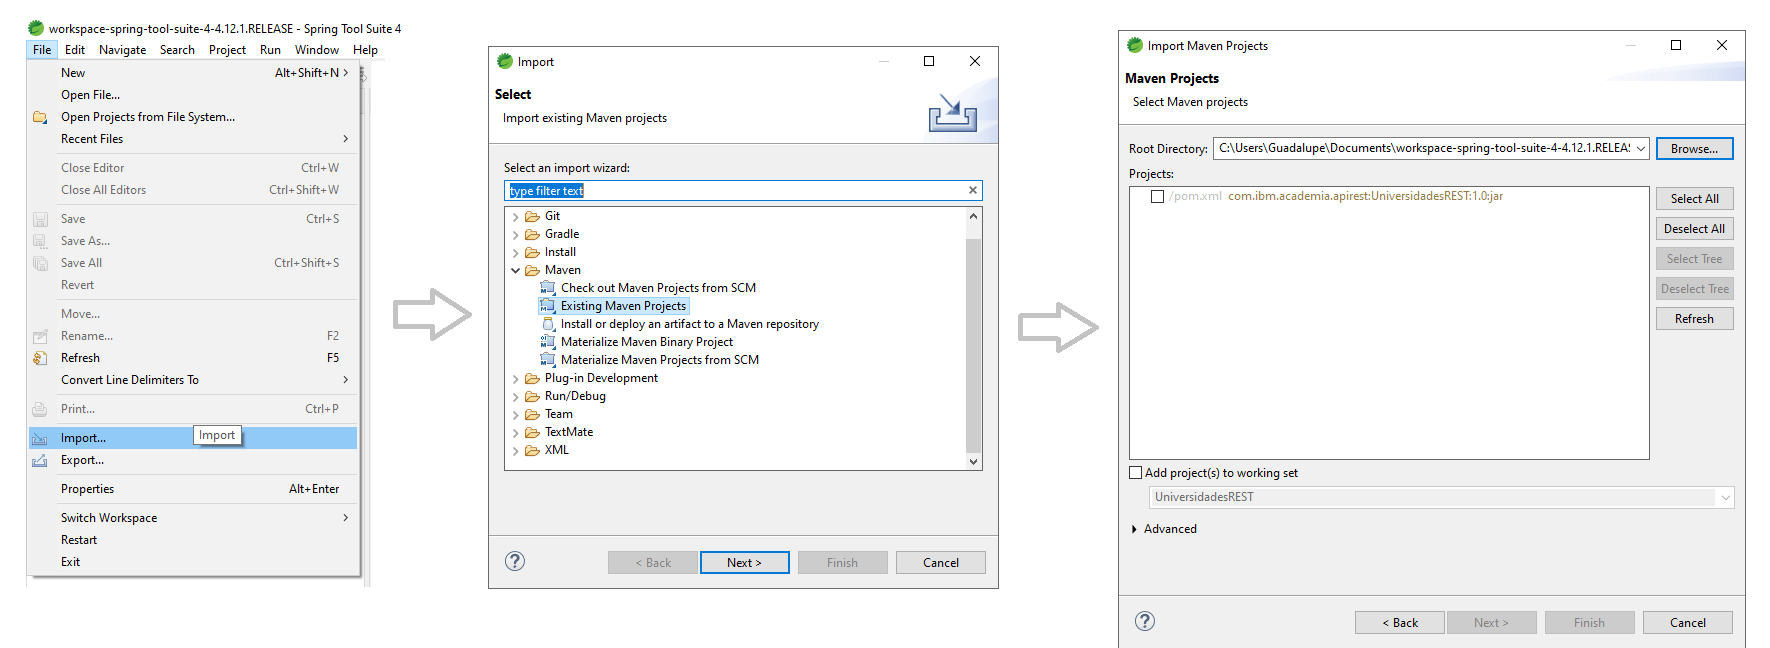 workspace-spring-tool-suite-4-4.12.1.RELEASE - Spring Tool Suite 4
File Edit Navigate Search Project Run Window Help
New Alt+Shift+N >
Open File...
Open Projects from File System...
Recent Files >
Close Editor Ctrl+W
Close All Editors Ctrl+Shift+W
Save Ctrl+S
Save As...
Save All Ctrl+Shift+S
Revert
Move...
Rename... F2
Refresh F5
Convert Line Delimiters To >
Print... Ctrl+P
Import... Import
Export...
Properties Alt+Enter
Switch Workspace >
Restart
Exit
Import
Select
Import existing Maven projects
Select an import wizard:
type filter text
Git
Gradle
Install
Maven
Check out Maven Projects from SCM
Existing Maven Projects
Install or deploy an artifact to a Maven repository
Materialize Maven Binary Project
Materialize Maven Projects from SCM
Plug-in Development
Run/Debug
Team
TextMate
XML
? < Back Next > Finish Cancel
Import Maven Projects
Maven Projects
Select Maven projects
Root Directory: C:\Users\Guadalupe\Documents\workspace-spring-tool-suite-4-4.12.1.RELEAS Browse...
Projects:
/pom.xml com.ibm.academia.apirest:UniversidadesREST:1.0:jar
Select All
Deselect All
Select Tree
Deselect Tree
Refresh
Add project(s) to working set
UniversidadesREST
Advanced
? < Back Next > Finish Cancel